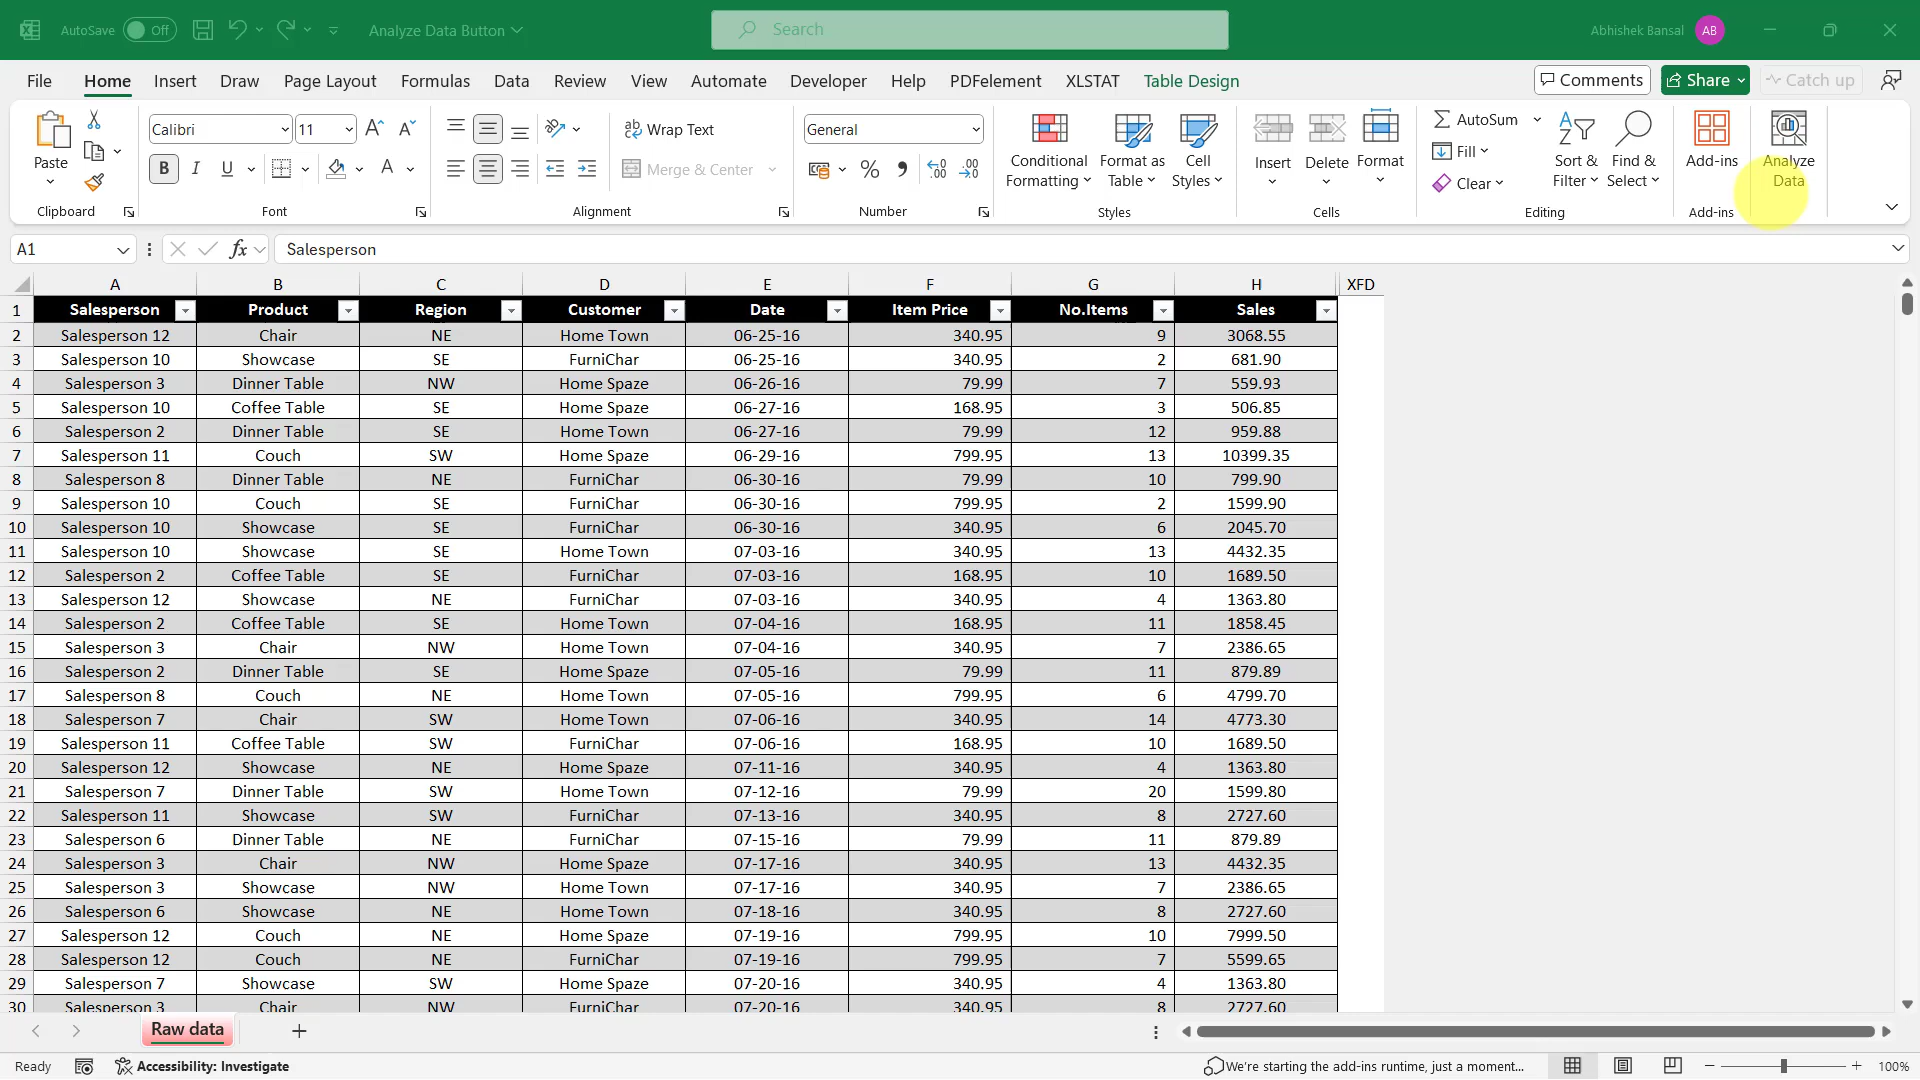 AutoSave Off Analyze Data Button Search Abhishek Bansal AB
File Home Insert Draw Page Layout Formulas Data Review View Automate Developer Help PDFelement XLSTAT Table Design Comments Share Catch up
Paste Calibri 11 B I U A Wrap Text Merge & Center General % Conditional Formatting Format as Table Cell Styles Insert Delete Format AutoSum Fill Clear Sort & Filter Find & Select Add-ins Analyze Data
Clipboard Font Alignment Number Styles Cells Editing Add-ins
A1 fx Salesperson
A B C D E F G H XFD
1 Salesperson Product Region Customer Date Item Price No.Items Sales
2 Salesperson 12 Chair NE Home Town 06-25-16 340.95 9 3068.55
3 Salesperson 10 Showcase SE FurniChar 06-25-16 340.95 2 681.90
4 Salesperson 3 Dinner Table NW Home Spaze 06-26-16 79.99 7 559.93
5 Salesperson 10 Coffee Table SE Home Spaze 06-27-16 168.95 3 506.85
6 Salesperson 2 Dinner Table SE Home Town 06-27-16 79.99 12 959.88
7 Salesperson 11 Couch SW Home Spaze 06-29-16 799.95 13 10399.35
8 Salesperson 8 Dinner Table NE FurniChar 06-30-16 79.99 10 799.90
9 Salesperson 10 Couch SE FurniChar 06-30-16 799.95 2 1599.90
10 Salesperson 10 Showcase SE FurniChar 06-30-16 340.95 6 2045.70
11 Salesperson 10 Showcase SE Home Town 07-03-16 340.95 13 4432.35
12 Salesperson 2 Coffee Table SE FurniChar 07-03-16 168.95 10 1689.50
13 Salesperson 12 Showcase NE FurniChar 07-03-16 340.95 4 1363.80
14 Salesperson 2 Coffee Table SE Home Town 07-04-16 168.95 11 1858.45
15 Salesperson 3 Chair NW Home Town 07-04-16 340.95 7 2386.65
16 Salesperson 2 Dinner Table SE Home Spaze 07-05-16 79.99 11 879.89
17 Salesperson 8 Couch NE Home Town 07-05-16 799.95 6 4799.70
18 Salesperson 7 Chair SW Home Town 07-06-16 340.95 14 4773.30
19 Salesperson 11 Coffee Table SW FurniChar 07-06-16 168.95 10 1689.50
20 Salesperson 12 Showcase NE Home Spaze 07-11-16 340.95 4 1363.80
21 Salesperson 7 Dinner Table SW Home Town 07-12-16 79.99 20 1599.80
22 Salesperson 11 Showcase SW FurniChar 07-13-16 340.95 8 2727.60
23 Salesperson 6 Dinner Table NE FurniChar 07-15-16 79.99 11 879.89
24 Salesperson 3 Chair NW Home Spaze 07-17-16 340.95 13 4432.35
25 Salesperson 3 Showcase NW Home Town 07-17-16 340.95 7 2386.65
26 Salesperson 6 Showcase NE Home Town 07-18-16 340.95 8 2727.60
27 Salesperson 12 Couch NE Home Spaze 07-19-16 799.95 10 7999.50
28 Salesperson 12 Couch NE FurniChar 07-19-16 799.95 7 5599.65
29 Salesperson 7 Showcase SW Home Spaze 07-20-16 340.95 4 1363.80
30 Salesperson 3 Chair NW FurniChar 07-20-16 340.95 8 2727.60
Raw data
Ready Accessibility: Investigate We're starting the add-ins runtime, just a moment... 100%